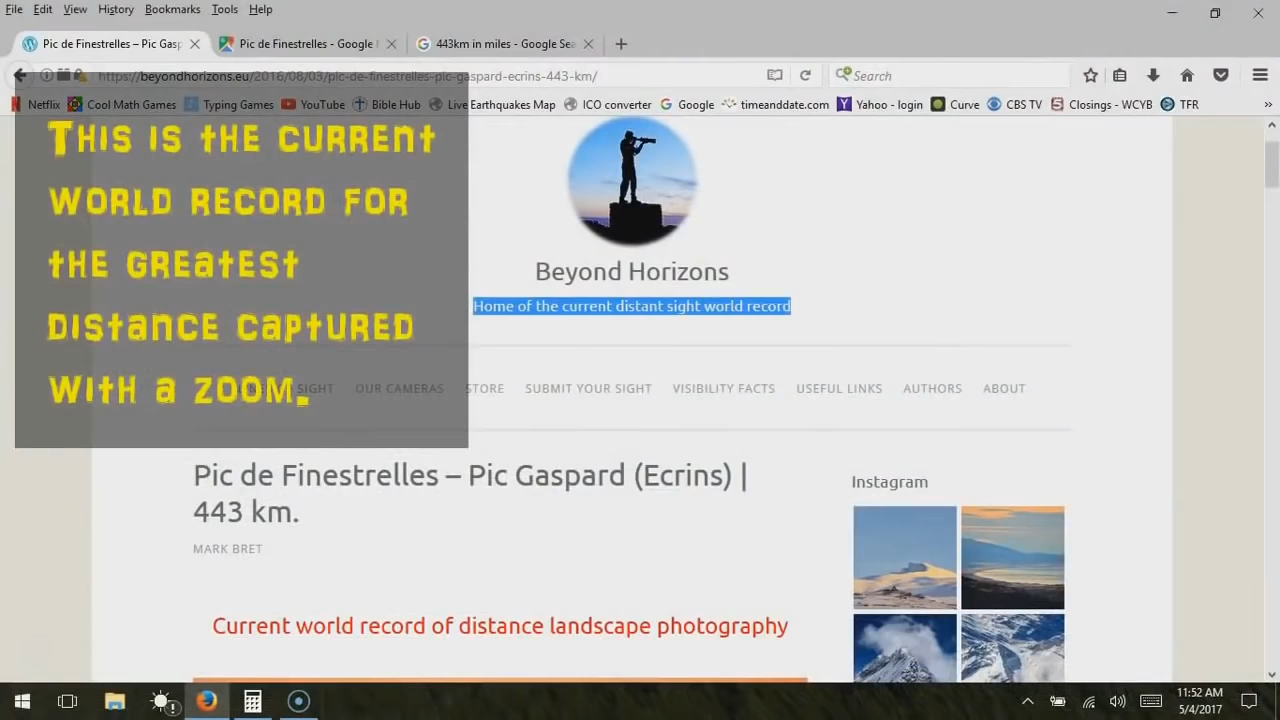 File Edit View History Bookmarks Tools Help
Pic de Finestrelles – Pic Gasp
Pic de Finestrelles - Google
443km in miles - Google Sea
https://beyondhorizons.eu/2016/08/03/pic-de-finestrelles-pic-gaspard-ecrins-443-km/
Search
Netflix Cool Math Games Typing Games YouTube Bible Hub Live Earthquakes Map ICO converter Google timeanddate.com Yahoo - login Curve CBS TV Closings - WCYB TFR
This is the current
world record for
the greatest
distance captured
with a zoom.
Beyond Horizons
Home of the current distant sight world record
SIGHT OUR CAMERAS STORE SUBMIT YOUR SIGHT VISIBILITY FACTS USEFUL LINKS AUTHORS ABOUT
Pic de Finestrelles – Pic Gaspard (Ecrins) |
443 km.
MARK BRET
Instagram
Current world record of distance landscape photography
11:52 AM
5/4/2017